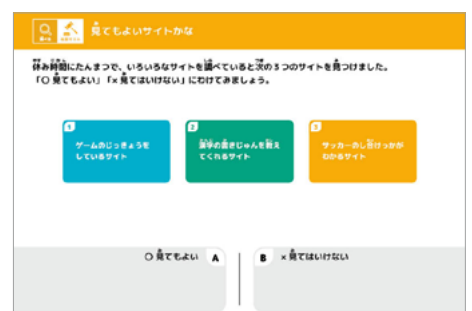 見てもよいサイトかな
休み時間にたんまつで、いろいろなサイトを調べていると次の3つのサイトを見つけました。
「○ 見てもよい」「× 見てはいけない」にわけてみましょう。
1
ゲームのじっきょうを
しているサイト
2
漢字の書きじゅんを教え
てくれるサイト
3
サッカーのし合けっかが
わかるサイト
○ 見てもよい A
B × 見てはいけない